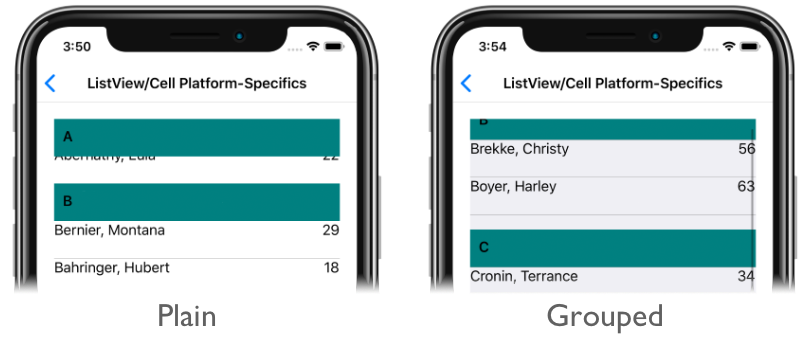 3:50
ListView/Cell Platform-Specifics
A
Abernathy, Lula 22
B
Bernier, Montana 29
Bahringer, Hubert 18
Plain
3:54
ListView/Cell Platform-Specifics
B
Brekke, Christy 56
Boyer, Harley 63
C
Cronin, Terrance 34
Grouped